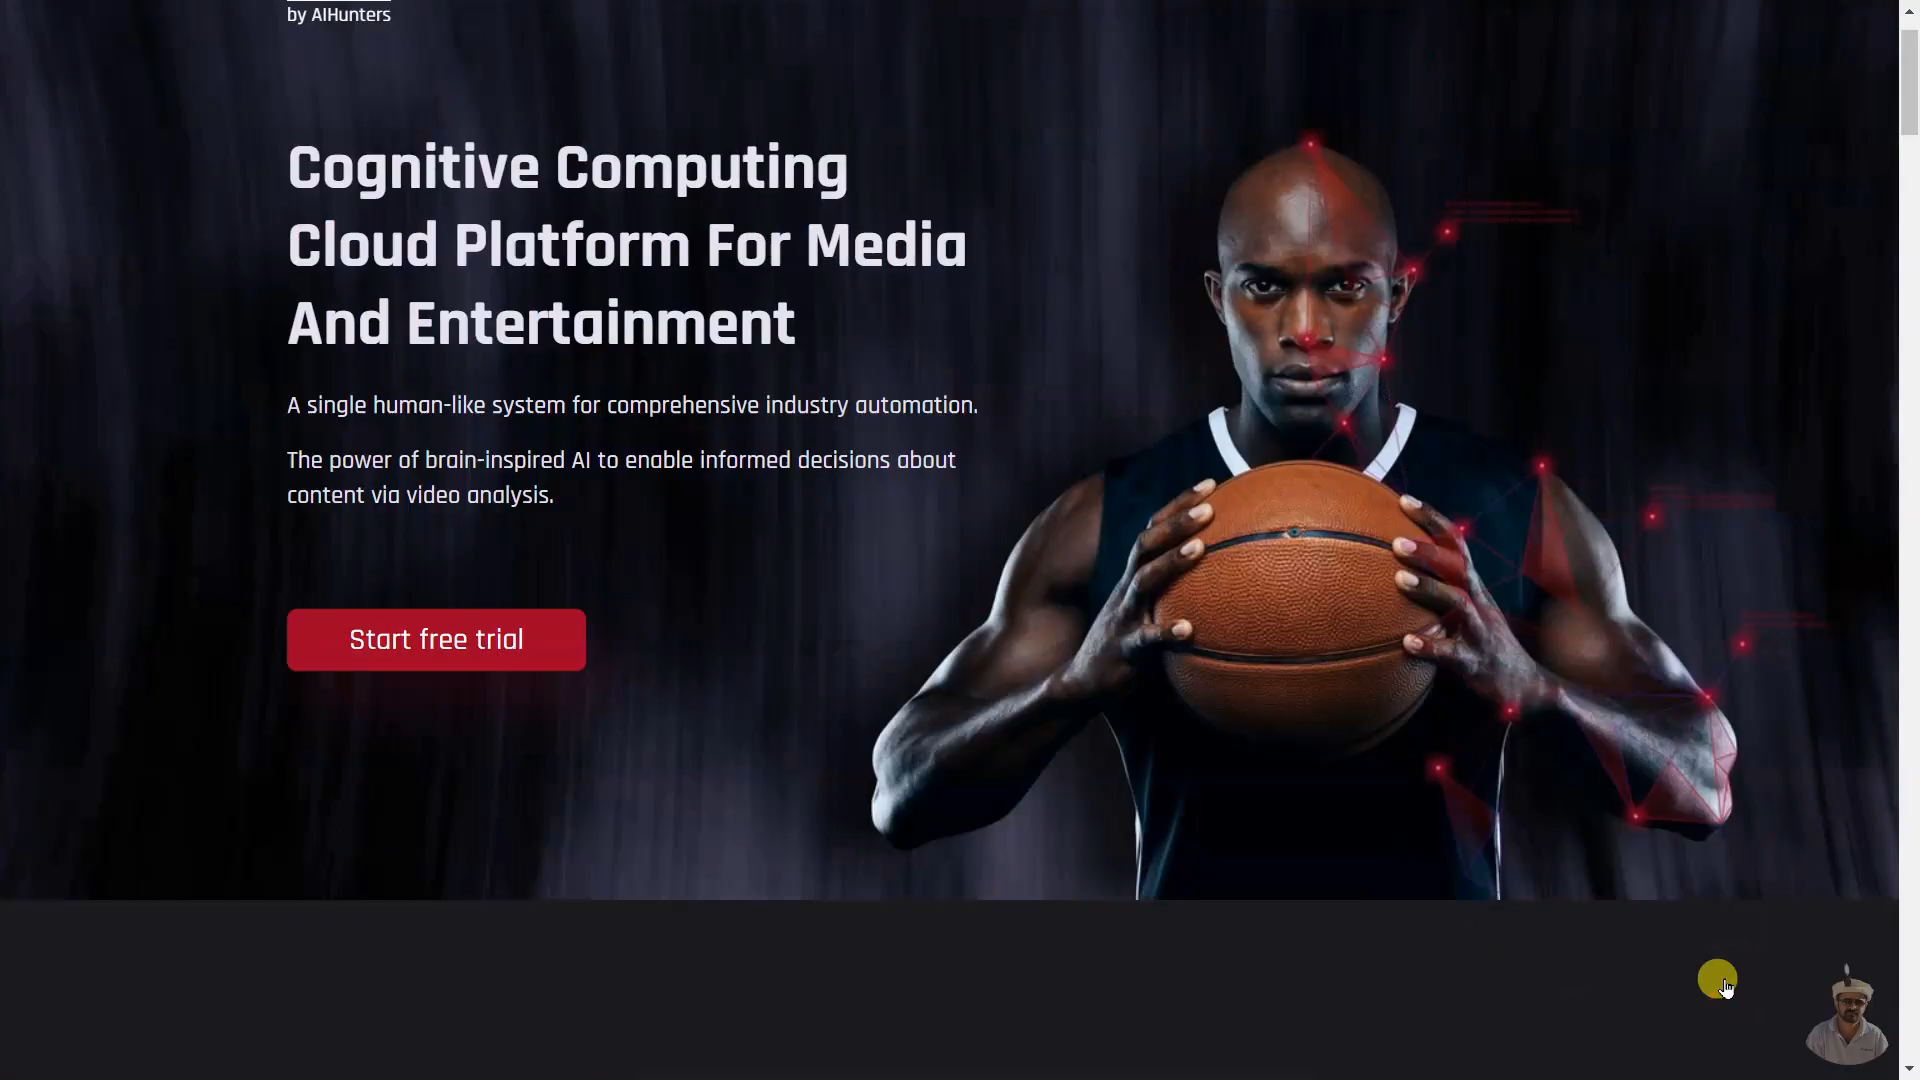 by AIHunters
Cognitive Computing
Cloud Platform For Media
And Entertainment
A single human-like system for comprehensive industry automation.
The power of brain-inspired AI to enable informed decisions about
content via video analysis.
Start free trial